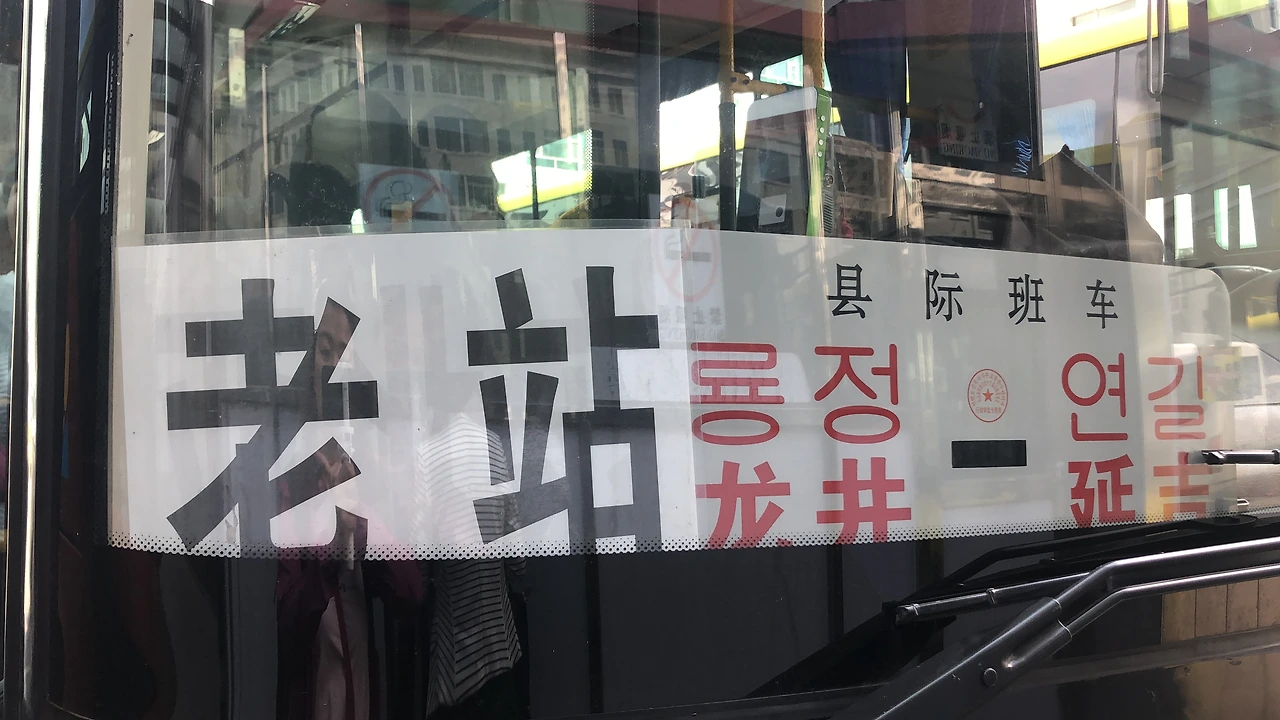 老站
县际班车
룡정 연길
龙井 — 延吉